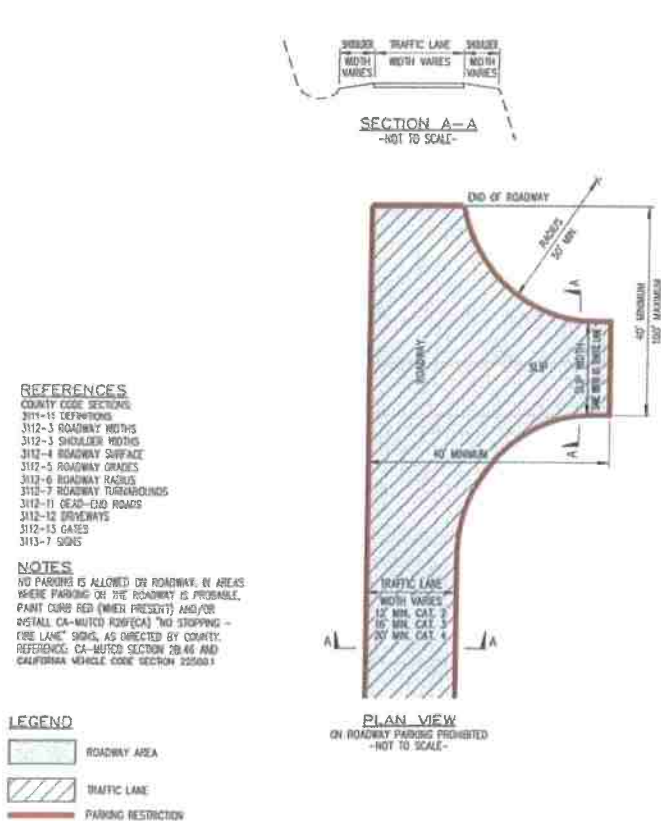 SHOULDER TRAFFIC LANE SHOULDER
WIDTH VARIES WIDTH VARIES WIDTH VARIES
SECTION A-A
-NOT TO SCALE-
END OF ROADWAY
RADIUS
50' MIN.
A
40' MINIMUM
100' MAXIMUM
ROADWAY
SLIP
SLIP WIDTH
A
40' MINIMUM
REFERENCES
COUNTY CODE SECTIONS:
3111-11 DEFINITIONS
3112-3 ROADWAY WIDTHS
3112-3 SHOULDER WIDTHS
3112-4 ROADWAY SURFACE
3112-5 ROADWAY GRADES
3112-6 ROADWAY RADIUS
3112-7 ROADWAY TURNAROUNDS
3112-11 DEAD-END ROADS
3112-12 DRIVEWAYS
3112-13 GATES
3113-7 SIGNS
NOTES
NO PARKING IS ALLOWED ON ROADWAY. IN AREAS
WHERE PARKING ON THE ROADWAY IS PROBABLE,
PAINT CURB RED (WHEN PRESENT) AND/OR
INSTALL CA-MUTCD "NO STOPPING -
FIRE LANE" SIGNS, AS DIRECTED BY COUNTY.
REFERENCE: CA-MUTCD SECTION 2B.46 AND
CALIFORNIA VEHICLE CODE SECTION
TRAFFIC LANE
WIDTH VARIES
12' MIN. CAT. 2
16' MIN. CAT. 3
20' MIN. CAT. 4
A A
LEGEND
ROADWAY AREA
TRAFFIC LANE
PARKING RESTRICTION
PLAN VIEW
ON ROADWAY PARKING PROHIBITED
-NOT TO SCALE-